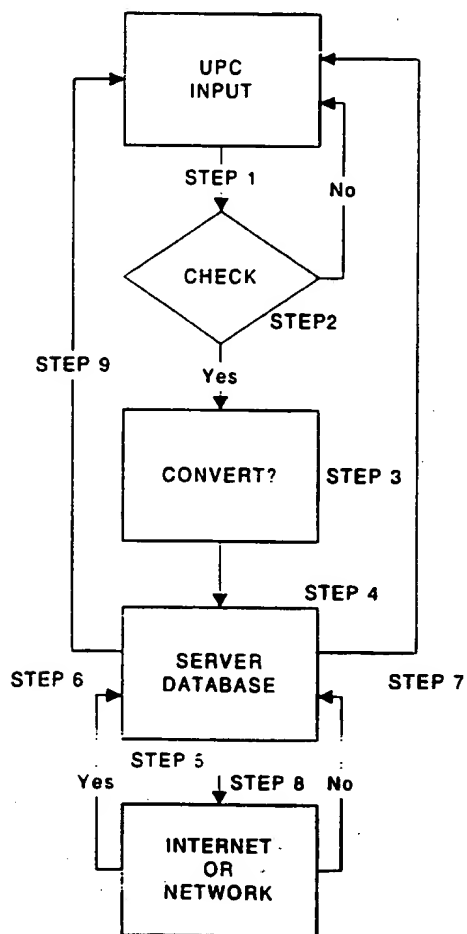 UPC
INPUT
STEP 1
No
CHECK
STEP2
STEP 9
Yes
CONVERT?
STEP 3
STEP 4
SERVER
DATABASE
STEP 6
STEP 7
STEP 5
Yes
STEP 8
No
INTERNET
OR
NETWORK